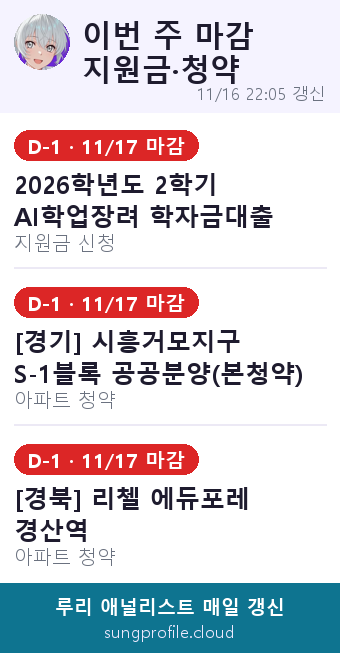 이번 주 마감
지원금·청약
11/16 22:05 갱신
D-1 · 11/17 마감
2026학년도 2학기
AI학업장려 학자금대출
지원금 신청
D-1 · 11/17 마감
[경기] 시흥거모지구
S-1블록 공공분양(본청약)
아파트 청약
D-1 · 11/17 마감
[경북] 리첼 에듀포레
경산역
아파트 청약
루리 애널리스트 매일 갱신
sungprofile.cloud